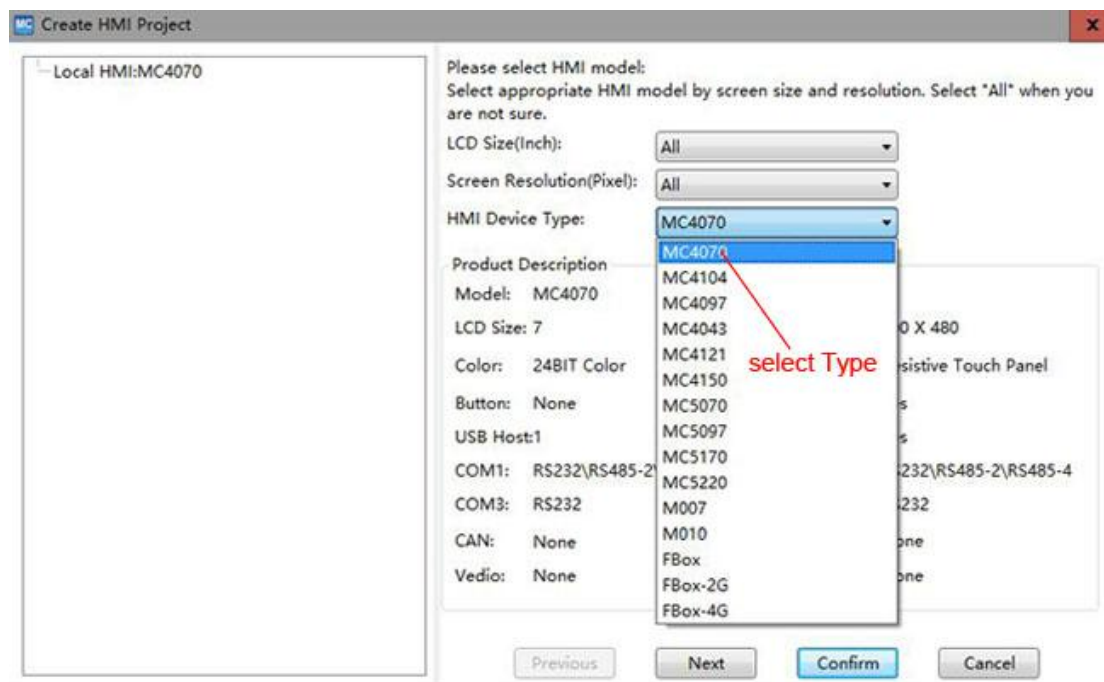 MC Create HMI Project
x
Local HMI:MC4070
Please select HMI model:
Select appropriate HMI model by screen size and resolution. Select "All" when you
are not sure.
LCD Size(Inch): All
Screen Resolution(Pixel): All
HMI Device Type: MC4070
MC4070
MC4104
MC4097
MC4043
MC4121
MC4150
MC5070
MC5097
MC5170
MC5220
M007
M010
FBox
FBox-2G
FBox-4G
select Type
Product Description
Model: MC4070
LCD Size: 7 0 X 480
Color: 24BIT Color sistive Touch Panel
Button: None s
USB Host:1 s
COM1: RS232\RS485-2\ 232\RS485-2\RS485-4
COM3: RS232 232
CAN: None one
Vedio: None one
Previous Next Confirm Cancel